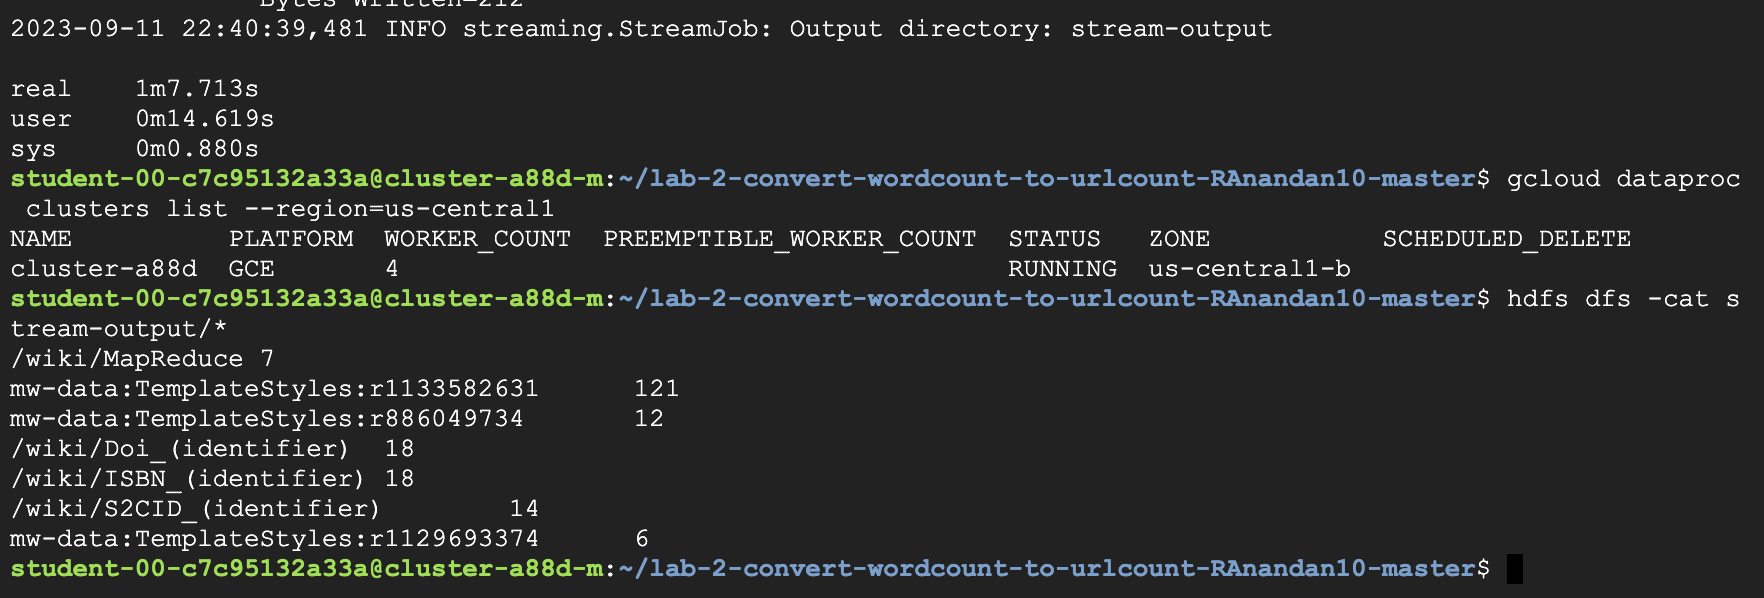 Bytes Written=212
2023-09-11 22:40:39,481 INFO streaming.StreamJob: Output directory: stream-output
real    1m7.713s
user    0m14.619s
sys     0m0.880s
student-00-c7c95132a33a@cluster-a88d-m:~/lab-2-convert-wordcount-to-urlcount-RAnandan10-master$ gcloud dataproc
 clusters list --region=us-central1
NAME          PLATFORM  WORKER_COUNT  PREEMPTIBLE_WORKER_COUNT  STATUS   ZONE           SCHEDULED_DELETE
cluster-a88d  GCE       4                                       RUNNING  us-central1-b
student-00-c7c95132a33a@cluster-a88d-m:~/lab-2-convert-wordcount-to-urlcount-RAnandan10-master$ hdfs dfs -cat s
tream-output/*
/wiki/MapReduce 7
mw-data:TemplateStyles:r1133582631      121
mw-data:TemplateStyles:r886049734       12
/wiki/Doi_(identifier)  18
/wiki/ISBN_(identifier) 18
/wiki/S2CID_(identifier)        14
mw-data:TemplateStyles:r1129693374      6
student-00-c7c95132a33a@cluster-a88d-m:~/lab-2-convert-wordcount-to-urlcount-RAnandan10-master$